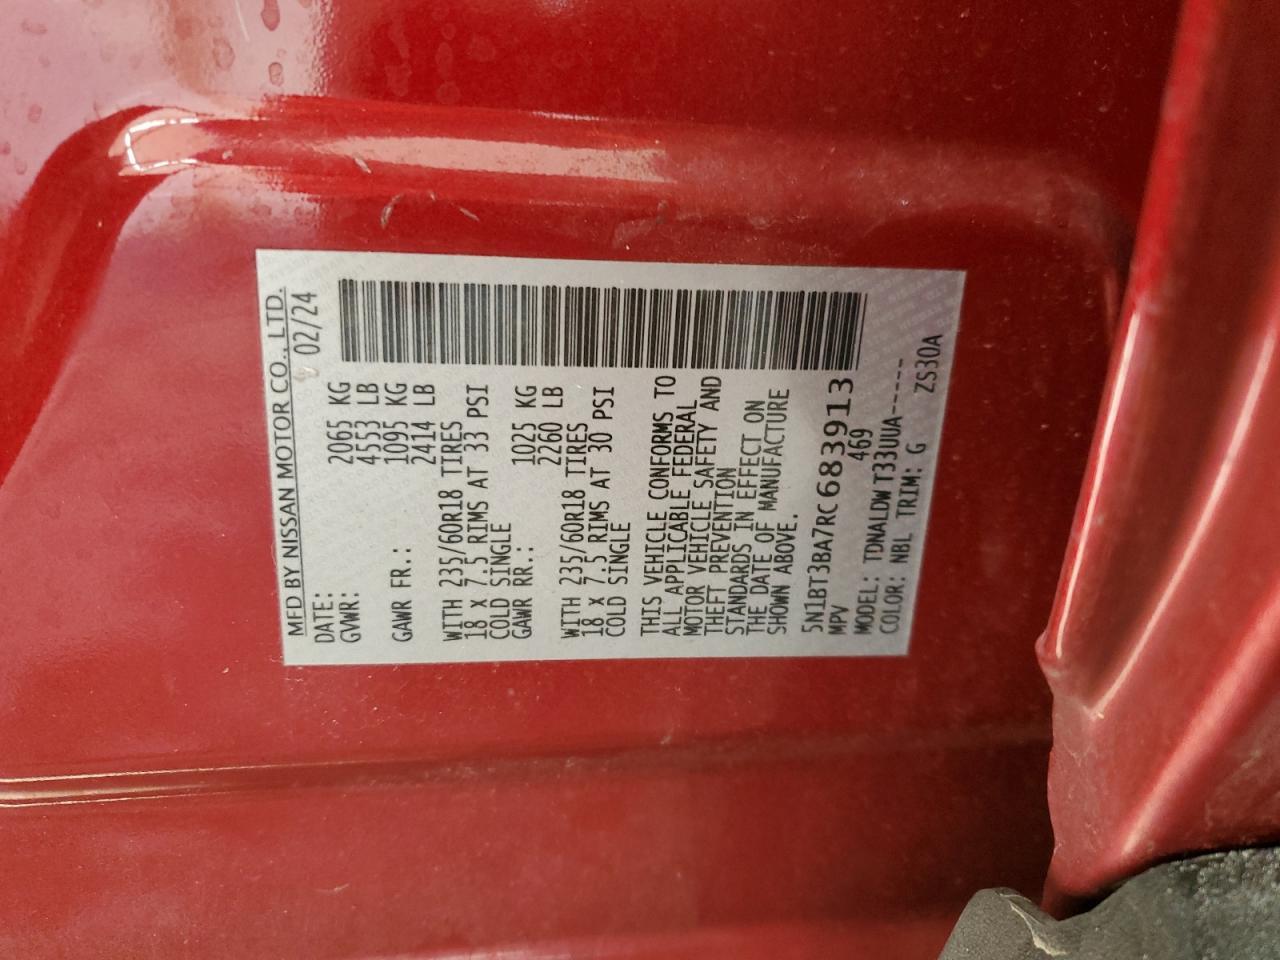 MFD BY NISSAN MOTOR CO., LTD.
DATE: 02/24
GVWR: 2065 KG
4553 LB
GAWR FR.: 1095 KG
2414 LB
WITH 235/60R18 TIRES
18 x 7.5 RIMS AT 33 PSI
COLD SINGLE
GAWR RR.: 1025 KG
2260 LB
WITH 235/60R18 TIRES
18 x 7.5 RIMS AT 30 PSI
COLD SINGLE
THIS VEHICLE CONFORMS TO
ALL APPLICABLE FEDERAL
MOTOR VEHICLE SAFETY AND
THEFT PREVENTION
STANDARDS IN EFFECT ON
THE DATE OF MANUFACTURE
SHOWN ABOVE.
5N1BT3BA7RC683913
MPV 469
MODEL: TDNALDW T33UUA-----
COLOR: NBL TRIM: G ZS30A